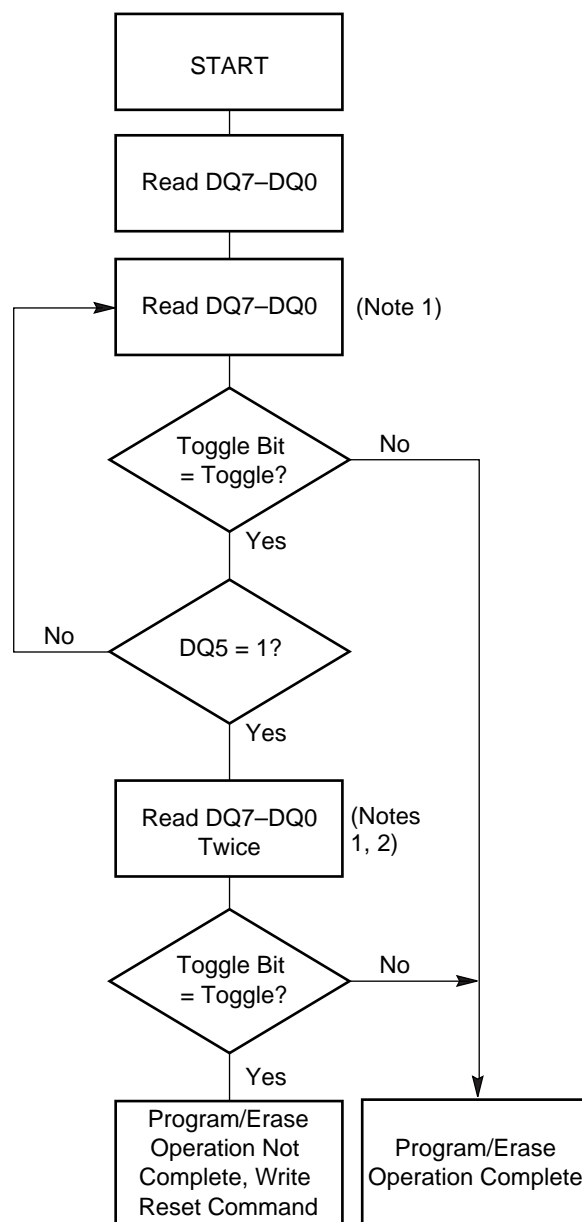 START
Read DQ7–DQ0
Read DQ7–DQ0
(Note 1)
Toggle Bit
= Toggle?
No
Yes
No
DQ5 = 1?
Yes
Read DQ7–DQ0
Twice
(Notes
1, 2)
Toggle Bit
= Toggle?
No
Yes
Program/Erase
Operation Not
Complete, Write
Reset Command
Program/Erase
Operation Complete